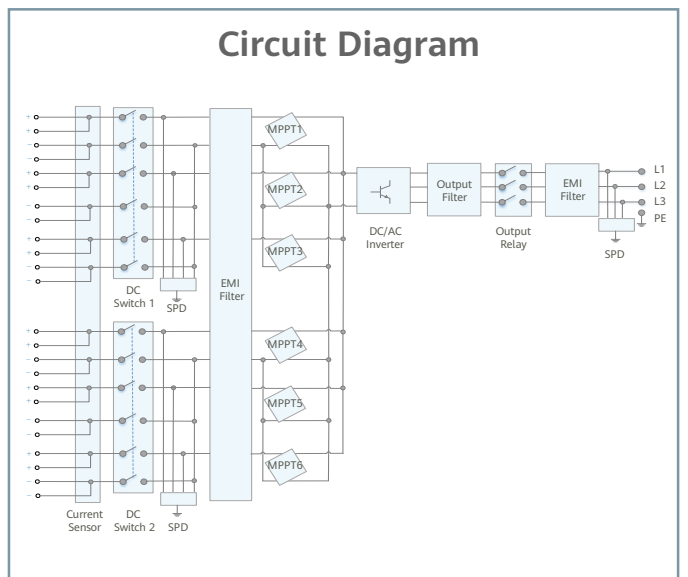 Circuit Diagram
MPPT1
MPPT2
MPPT3
MPPT4
MPPT5
MPPT6
DC
Switch 1
SPD
EMI
Filter
Current
Sensor
DC
Switch 2
SPD
DC/AC
Inverter
Output
Filter
Output
Relay
EMI
Filter
L1
L2
L3
PE
SPD